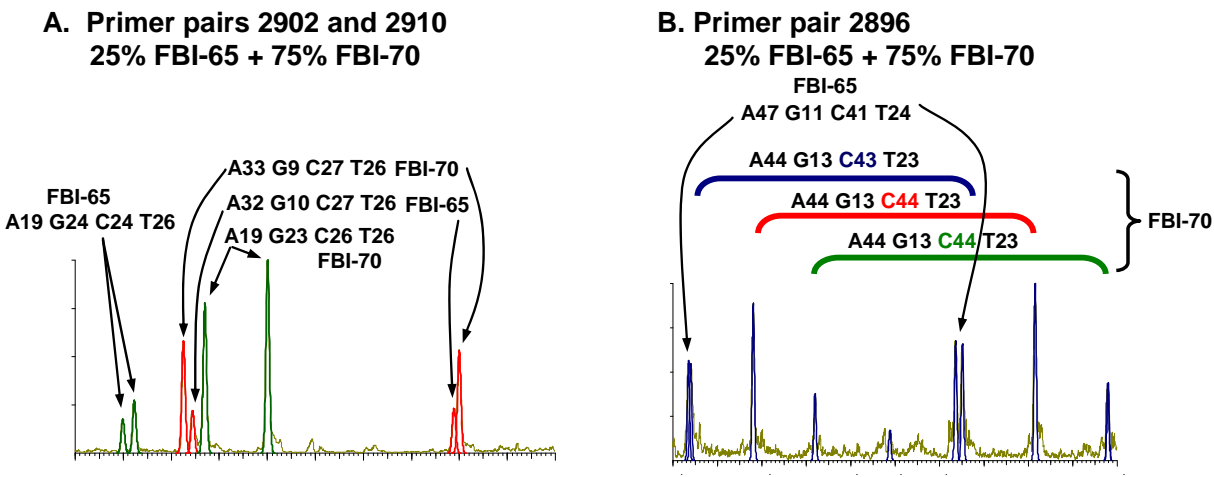 A. Primer pairs 2902 and 2910
25% FBI-65 + 75% FBI-70
A33 G9 C27 T26 FBI-70
FBI-65
A19 G24 C24 T26
A32 G10 C27 T26 FBI-65
A19 G23 C26 T26
FBI-70
B. Primer pair 2896
25% FBI-65 + 75% FBI-70
FBI-65
A47 G11 C41 T24
A44 G13 C43 T23
A44 G13 C44 T23
A44 G13 C44 T23
FBI-70